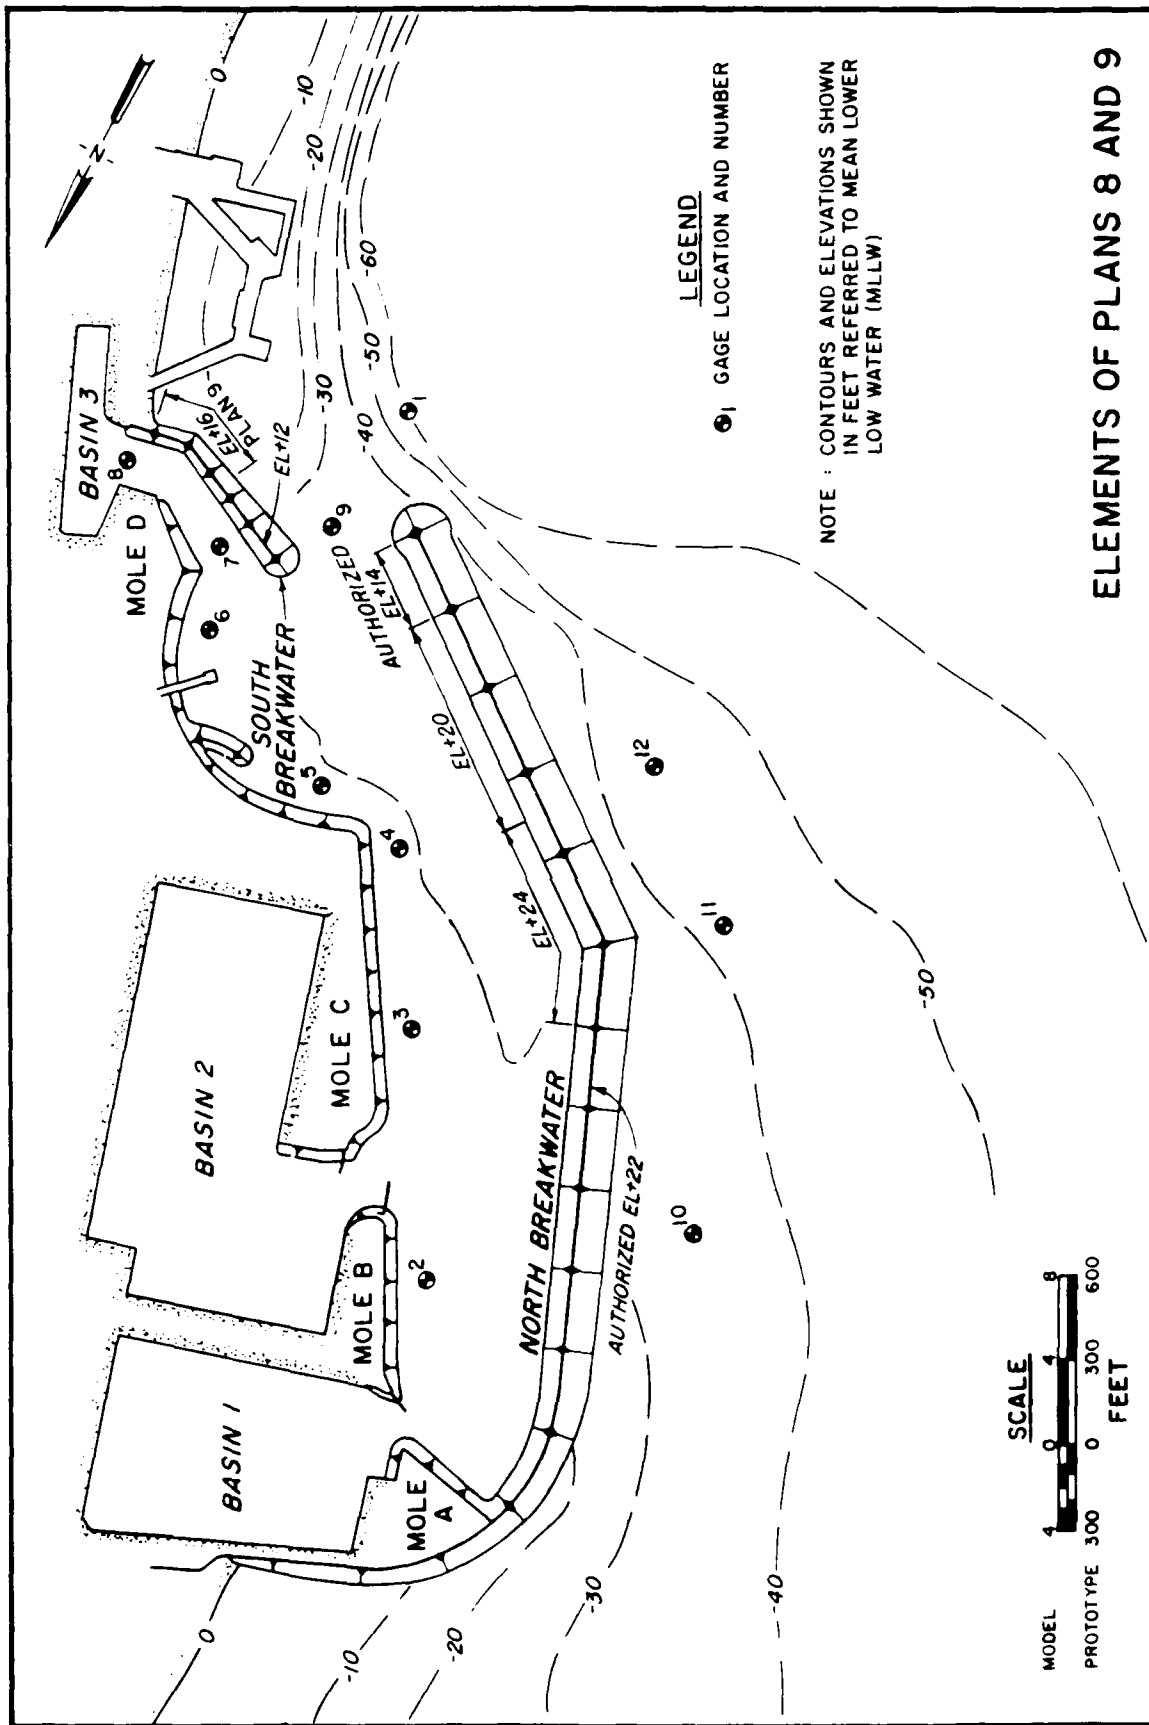 0
-10
-20
-30
-40
-50
-60
N
BASIN 3
8
MOLE D
7
6
EL+16
PLAN 9
EL+12
SOUTH
BREAKWATER
1
9
AUTHORIZED
EL+14
EL+20
EL+24
5
4
12
11
-50
BASIN 2
MOLE C
3
NORTH BREAKWATER
AUTHORIZED EL+22
10
MOLE B
2
BASIN 1
MOLE
A
0
-10
-20
-30
-40
LEGEND
1 GAGE LOCATION AND NUMBER
NOTE : CONTOURS AND ELEVATIONS SHOWN
IN FEET REFERRED TO MEAN LOWER
LOW WATER (MLLW)
SCALE
MODEL 4 0 4 8
PROTOTYPE 300 0 300 600
FEET
ELEMENTS OF PLANS 8 AND 9